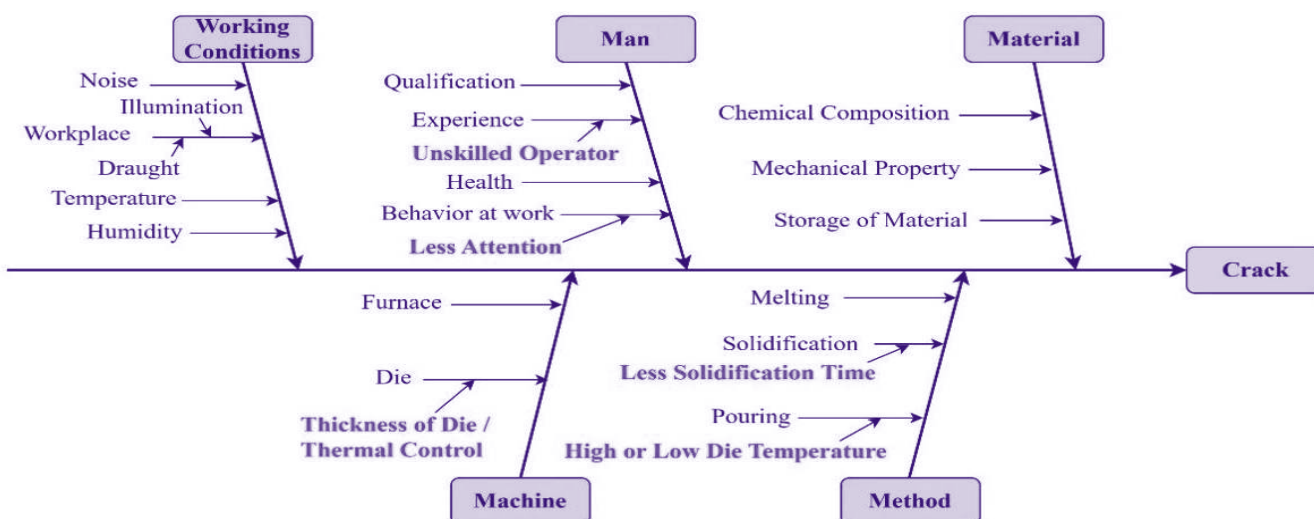 Working
Conditions
Man
Material
Noise
Illumination
Workplace
Draught
Temperature
Humidity
Qualification
Experience
Unskilled Operator
Health
Behavior at work
Less Attention
Chemical Composition
Mechanical Property
Storage of Material
Crack
Furnace
Die
Thickness of Die /
Thermal Control
Machine
Melting
Solidification
Less Solidification Time
Pouring
High or Low Die Temperature
Method